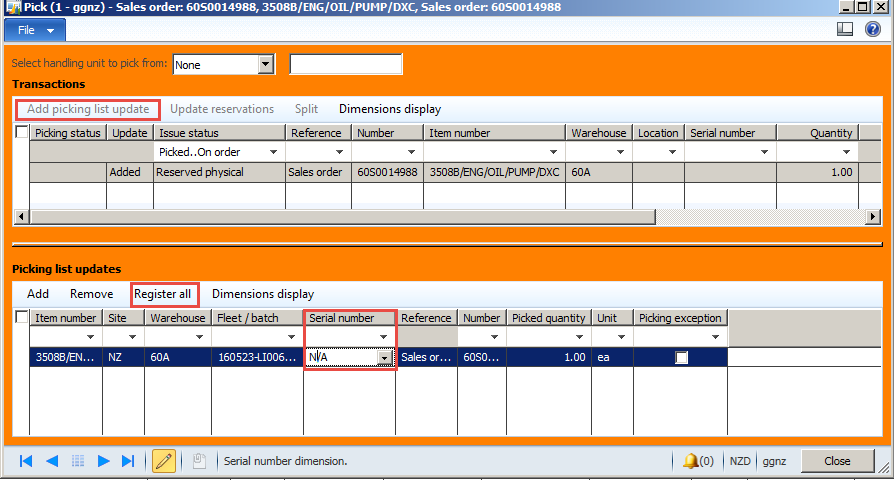 Pick (1 - ggnz) - Sales order: 60S0014988, 3508B/ENG/OIL/PUMP/DXC, Sales order: 60S0014988
File
Select handling unit to pick from: None
Transactions
Add picking list update Update reservations Split Dimensions display
Picking status Update Issue status Reference Number Item number Warehouse Location Serial number Quantity
Picked..On order
Added Reserved physical Sales order 60S0014988 3508B/ENG/OIL/PUMP/DXC 60A 1.00
Picking list updates
Add Remove Register all Dimensions display
Item number Site Warehouse Fleet / batch Serial number Reference Number Picked quantity Unit Picking exception
3508B/EN... NZ 60A 160523-LI006... N/A Sales or... 60S0... 1.00 ea
Serial number dimension. (0) NZD ggnz Close